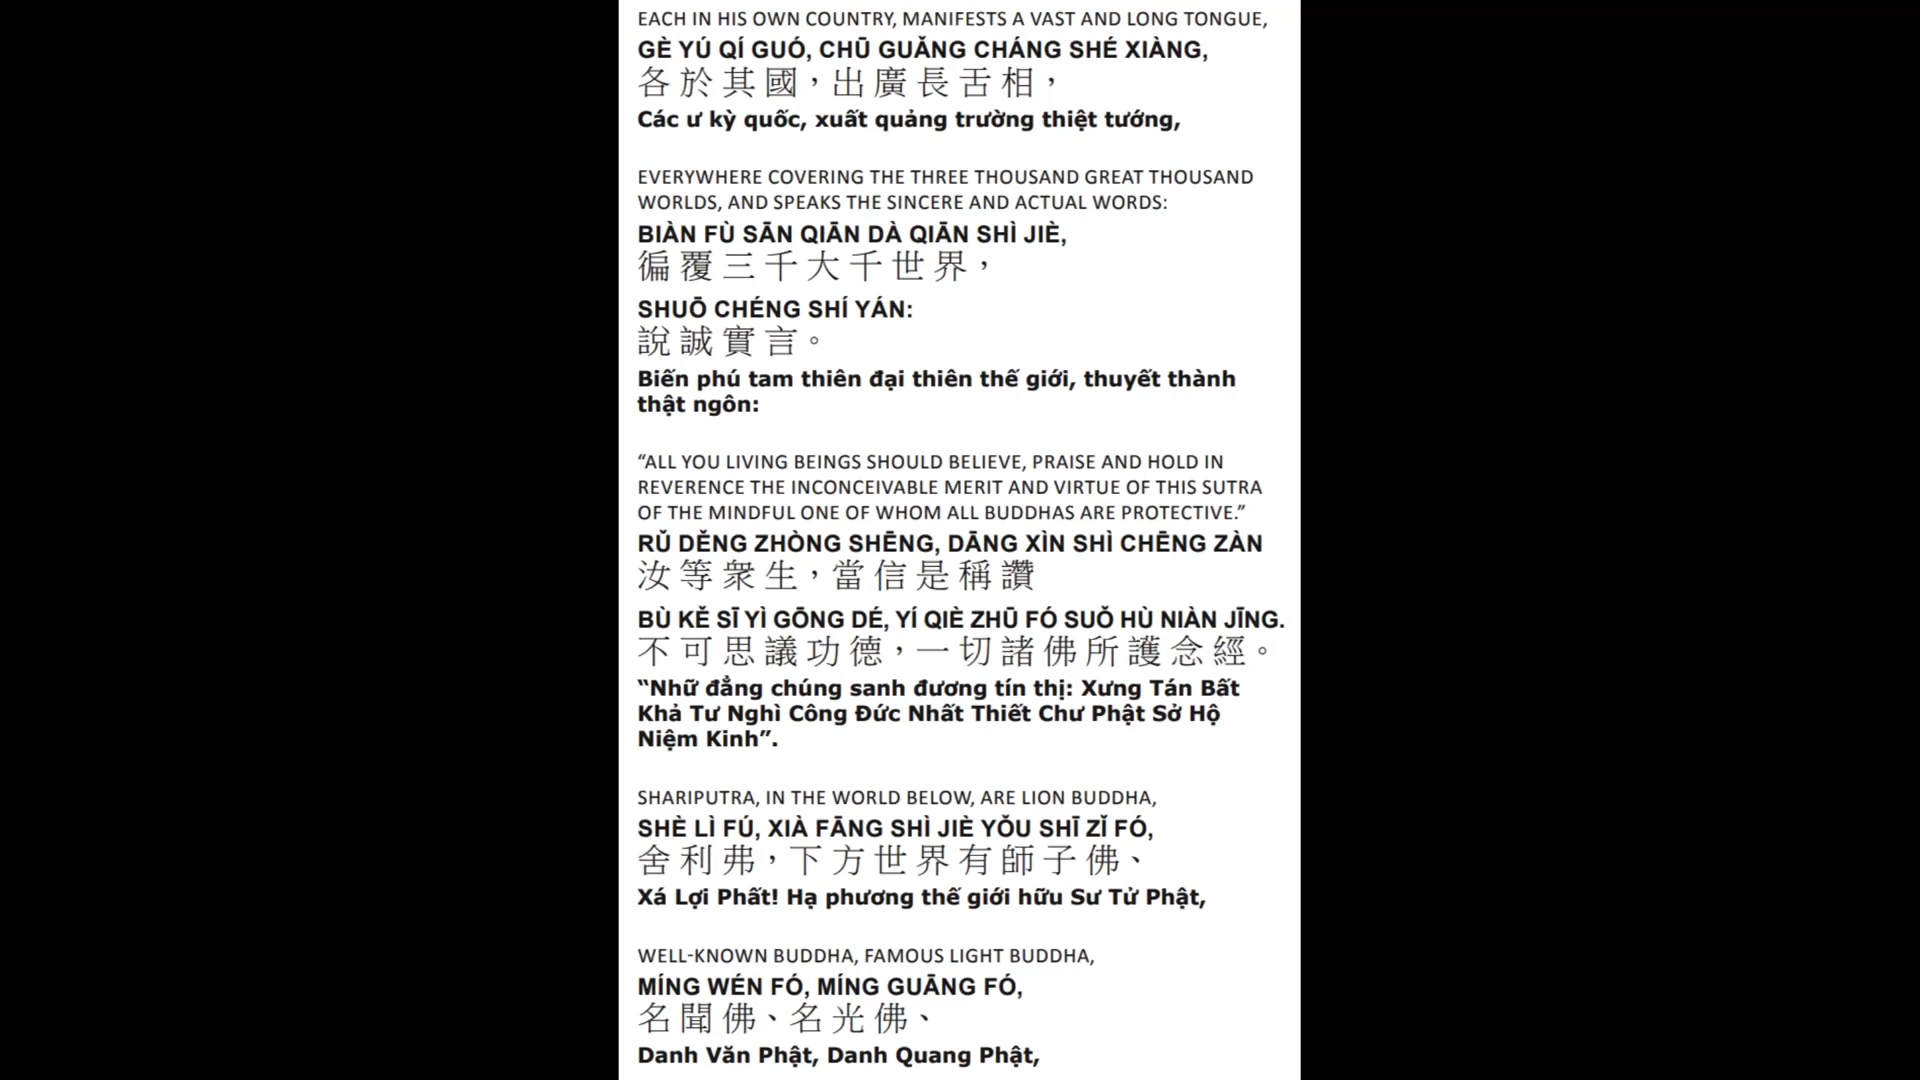 EACH IN HIS OWN COUNTRY, MANIFESTS A VAST AND LONG TONGUE,
GÈ YÚ QÍ GUÓ, CHŪ GUǍNG CHÁNG SHÉ XIÀNG,
各於其國，出廣長舌相，
Các ư kỳ quốc, xuất quảng trường thiệt tướng,
EVERYWHERE COVERING THE THREE THOUSAND GREAT THOUSAND
WORLDS, AND SPEAKS THE SINCERE AND ACTUAL WORDS:
BIÀN FÙ SĀN QIĀN DÀ QIĀN SHÌ JIÈ,
徧覆三千大千世界，
SHUŌ CHÉNG SHÍ YÁN:
說誠實言。
Biến phú tam thiên đại thiên thế giới, thuyết thành
thật ngôn:
“ALL YOU LIVING BEINGS SHOULD BELIEVE, PRAISE AND HOLD IN
REVERENCE THE INCONCEIVABLE MERIT AND VIRTUE OF THIS SUTRA
OF THE MINDFUL ONE OF WHOM ALL BUDDHAS ARE PROTECTIVE.”
RǓ DĚNG ZHÒNG SHĒNG, DĀNG XÌN SHÌ CHĒNG ZÀN
汝等衆生，當信是稱讚
BÙ KĚ SĪ YÌ GŌNG DÉ, YÍ QIÈ ZHŪ FÓ SUǑ HÙ NIÀN JĪNG.
不可思議功德，一切諸佛所護念經。
“Nhữ đẳng chúng sanh đương tín thị: Xưng Tán Bất
Khả Tư Nghì Công Đức Nhất Thiết Chư Phật Sở Hộ
Niệm Kinh”.
SHARIPUTRA, IN THE WORLD BELOW, ARE LION BUDDHA,
SHÈ LÌ FÚ, XIÀ FĀNG SHÌ JIÈ YǑU SHĪ ZǏ FÓ,
舍利弗，下方世界有師子佛、
Xá Lợi Phất! Hạ phương thế giới hữu Sư Tử Phật,
WELL-KNOWN BUDDHA, FAMOUS LIGHT BUDDHA,
MÍNG WÉN FÓ, MÍNG GUĀNG FÓ,
名聞佛、名光佛、
Danh Văn Phật, Danh Quang Phật,